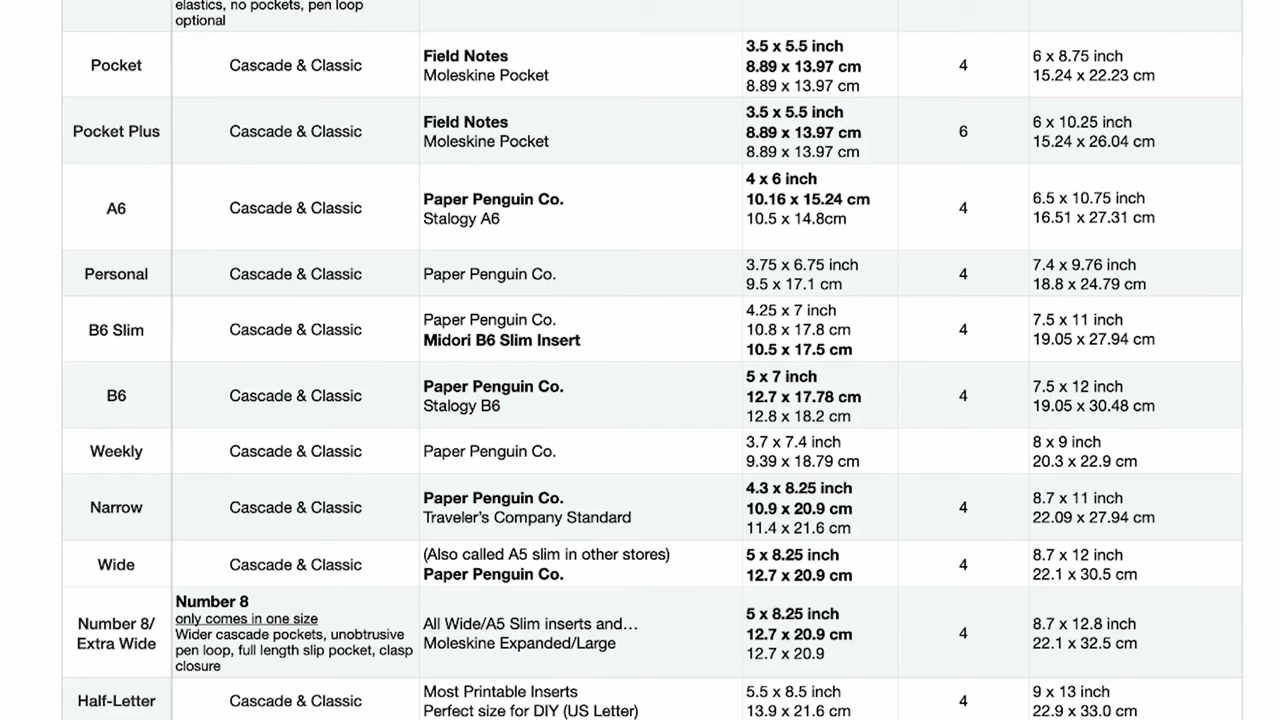 elastics, no pockets, pen loop
optional
Pocket
Cascade & Classic
Field Notes
Moleskine Pocket
3.5 x 5.5 inch
8.89 x 13.97 cm
8.89 x 13.97 cm
4
6 x 8.75 inch
15.24 x 22.23 cm
Pocket Plus
Cascade & Classic
Field Notes
Moleskine Pocket
3.5 x 5.5 inch
8.89 x 13.97 cm
8.89 x 13.97 cm
6
6 x 10.25 inch
15.24 x 26.04 cm
A6
Cascade & Classic
Paper Penguin Co.
Stalogy A6
4 x 6 inch
10.16 x 15.24 cm
10.5 x 14.8cm
4
6.5 x 10.75 inch
16.51 x 27.31 cm
Personal
Cascade & Classic
Paper Penguin Co.
3.75 x 6.75 inch
9.5 x 17.1 cm
4
7.4 x 9.76 inch
18.8 x 24.79 cm
B6 Slim
Cascade & Classic
Paper Penguin Co.
Midori B6 Slim Insert
4.25 x 7 inch
10.8 x 17.8 cm
10.5 x 17.5 cm
4
7.5 x 11 inch
19.05 x 27.94 cm
B6
Cascade & Classic
Paper Penguin Co.
Stalogy B6
5 x 7 inch
12.7 x 17.78 cm
12.8 x 18.2 cm
4
7.5 x 12 inch
19.05 x 30.48 cm
Weekly
Cascade & Classic
Paper Penguin Co.
3.7 x 7.4 inch
9.39 x 18.79 cm
8 x 9 inch
20.3 x 22.9 cm
Narrow
Cascade & Classic
Paper Penguin Co.
Traveler's Company Standard
4.3 x 8.25 inch
10.9 x 20.9 cm
11.4 x 21.6 cm
4
8.7 x 11 inch
22.09 x 27.94 cm
Wide
Cascade & Classic
(Also called A5 slim in other stores)
Paper Penguin Co.
5 x 8.25 inch
12.7 x 20.9 cm
4
8.7 x 12 inch
22.1 x 30.5 cm
Number 8/
Extra Wide
Number 8
only comes in one size
Wider cascade pockets, unobtrusive
pen loop, full length slip pocket, clasp
closure
All Wide/A5 Slim inserts and…
Moleskine Expanded/Large
5 x 8.25 inch
12.7 x 20.9 cm
12.7 x 20.9
4
8.7 x 12.8 inch
22.1 x 32.5 cm
Half-Letter
Cascade & Classic
Most Printable Inserts
Perfect size for DIY (US Letter)
5.5 x 8.5 inch
13.9 x 21.6 cm
4
9 x 13 inch
22.9 x 33.0 cm